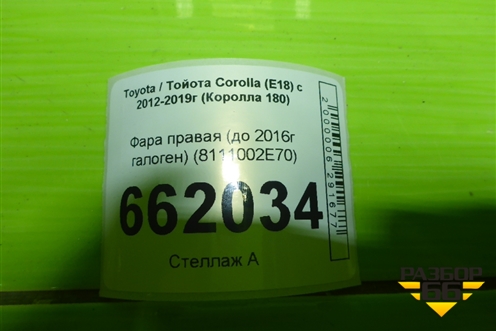 Toyota / Тойота Corolla (E18) с
2012-2019г (Королла 180)
Фара правая (до 2016г
галоген) (8111002E70)
662034
Стеллаж А
2000006291677
РАЗБОР
66